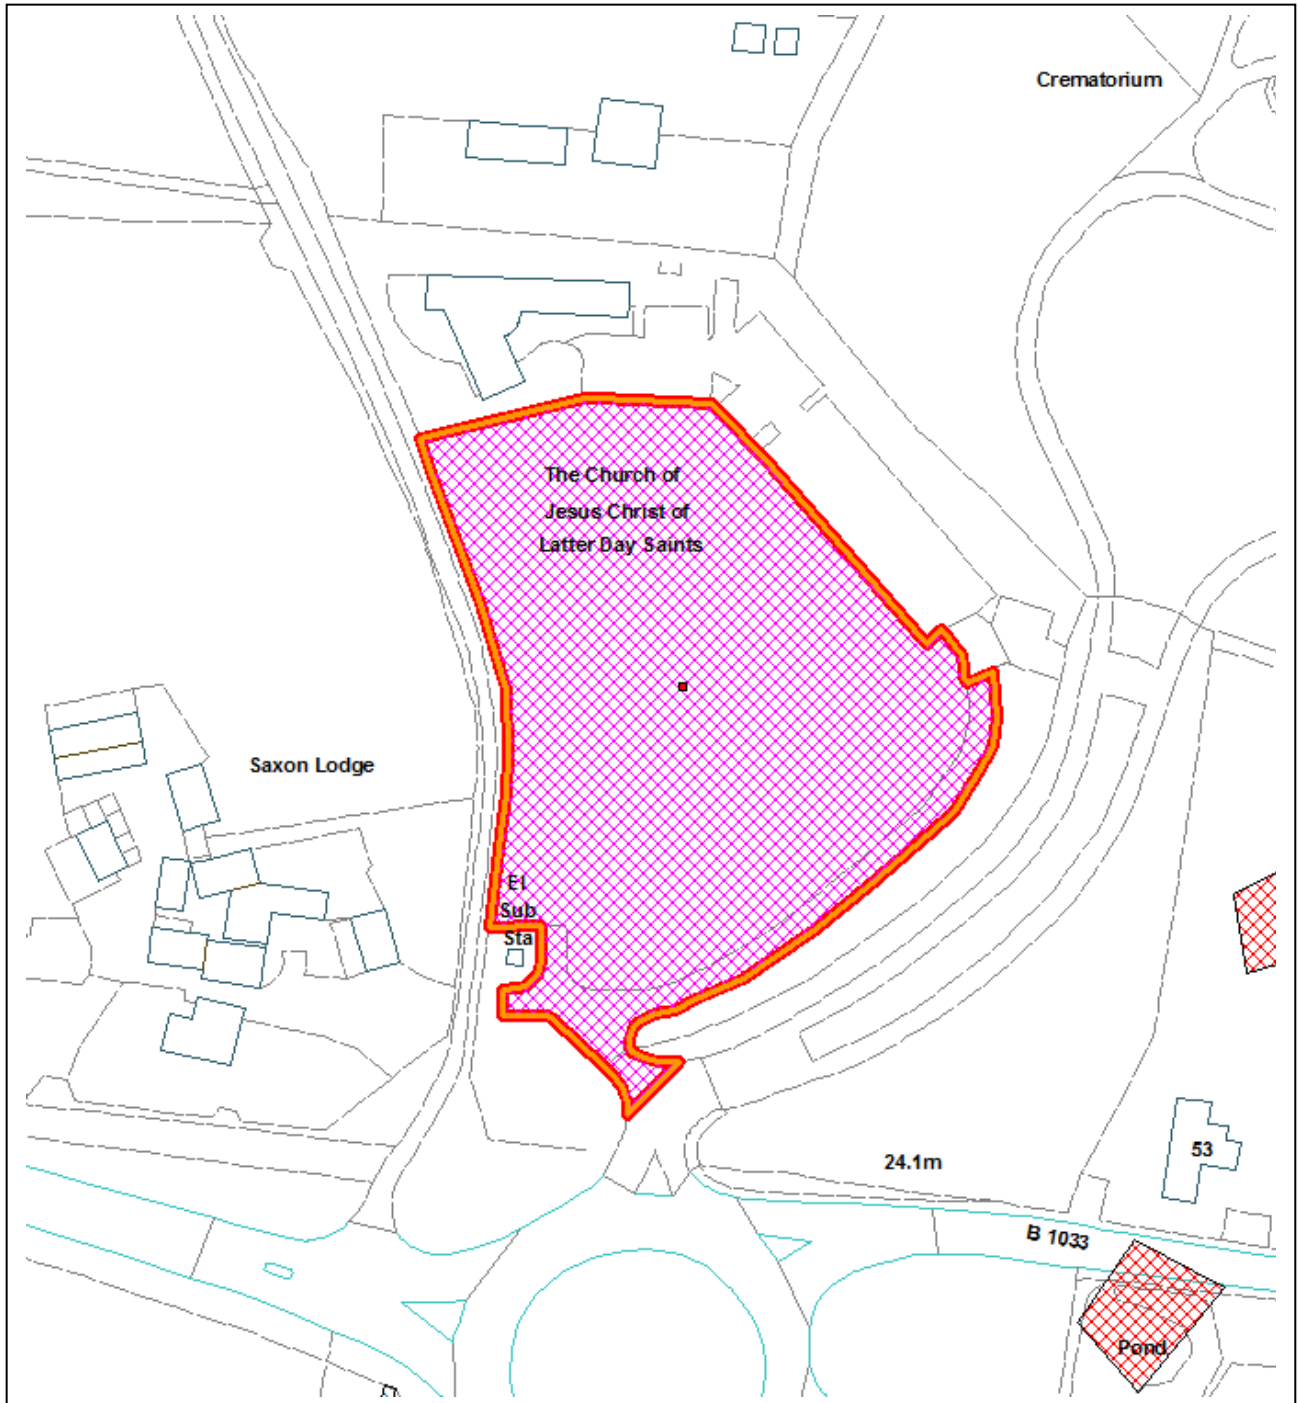 Crematorium
The Church of
Jesus Christ of
Latter Day Saints
Saxon Lodge
El
Sub
Sta
24.1m
53
B 1033
Pond